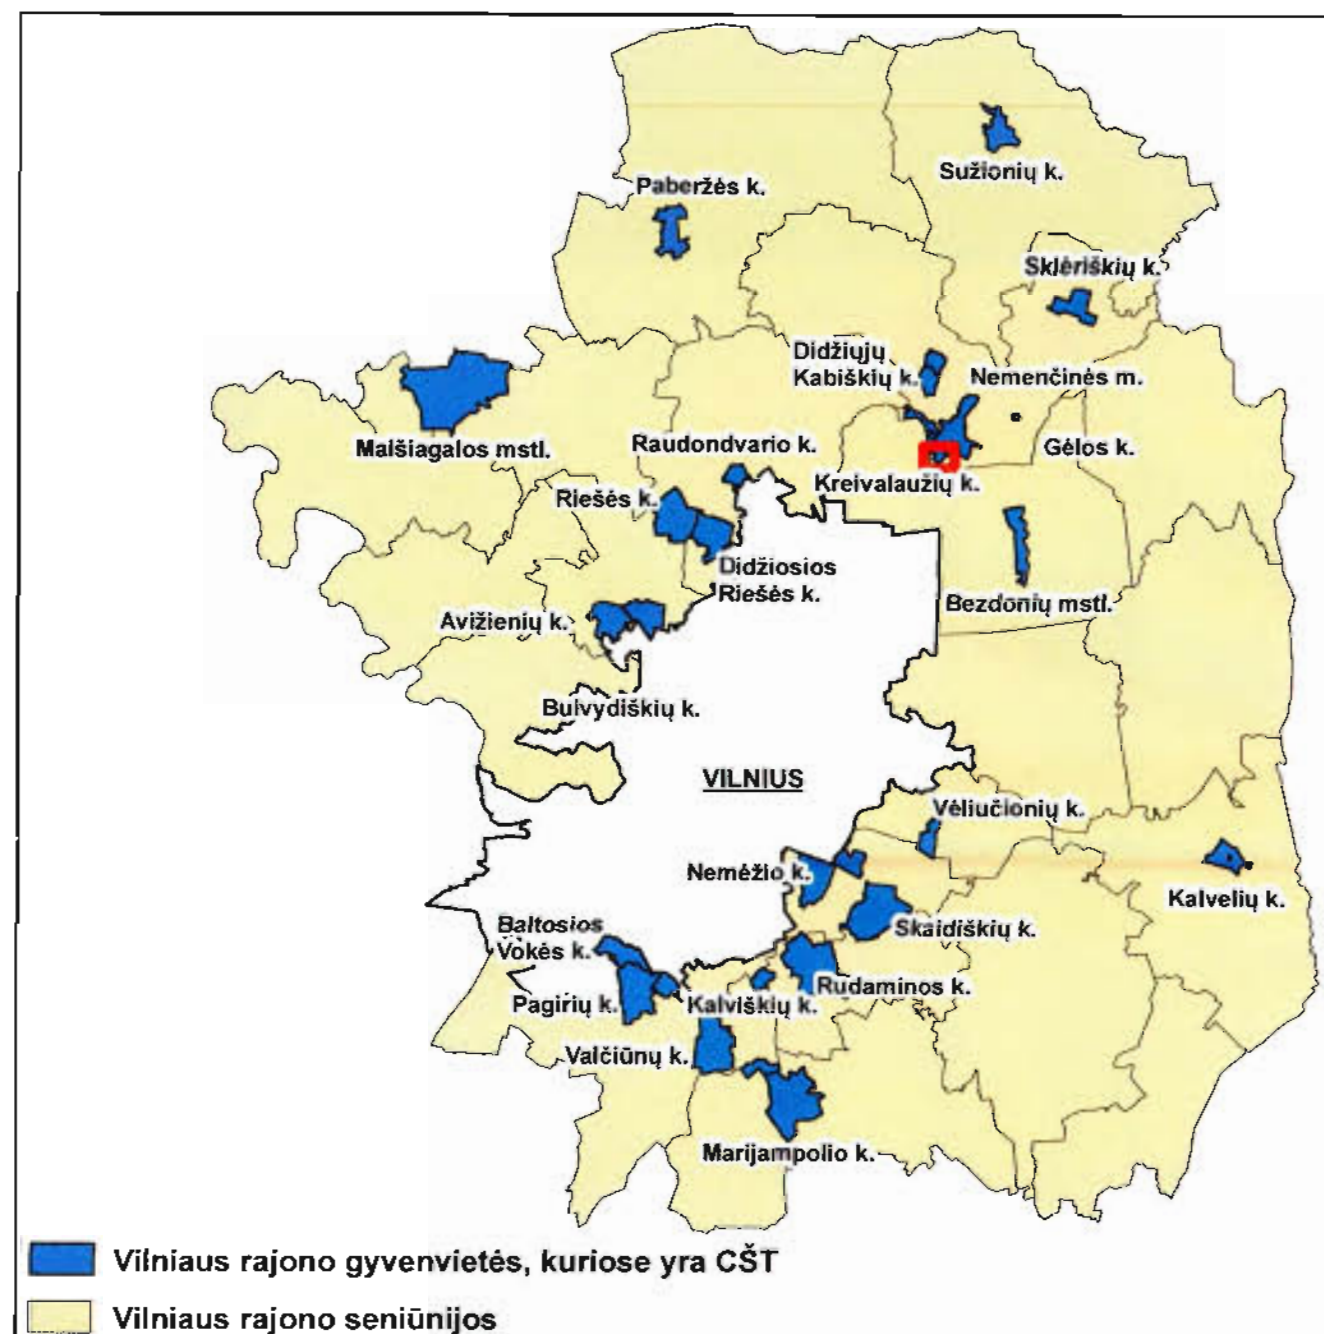 Sužionių k.
Paberžės k.
Sklėriškių k.
Didžiųjų
Kabiškių k.
Nemenčinės m.
Maišiagalos mstl.
Raudondvario k.
Gėlos k.
Riešės k.
Kreivalaužių k.
Didžiosios
Riešės k.
Bezdonių mstl.
Avižienių k.
Bulvydiškių k.
VILNIUS
Vėliučionių k.
Nemėžio k.
Kalvelių k.
Skaidiškių k.
Baltosios
Vokės k.
Rudaminos k.
Pagirių k.
Kalviškių k.
Valčiūnų k.
Marijampolio k.
Vilniaus rajono gyvenvietės, kuriose yra CŠT
Vilniaus rajono seniūnijos